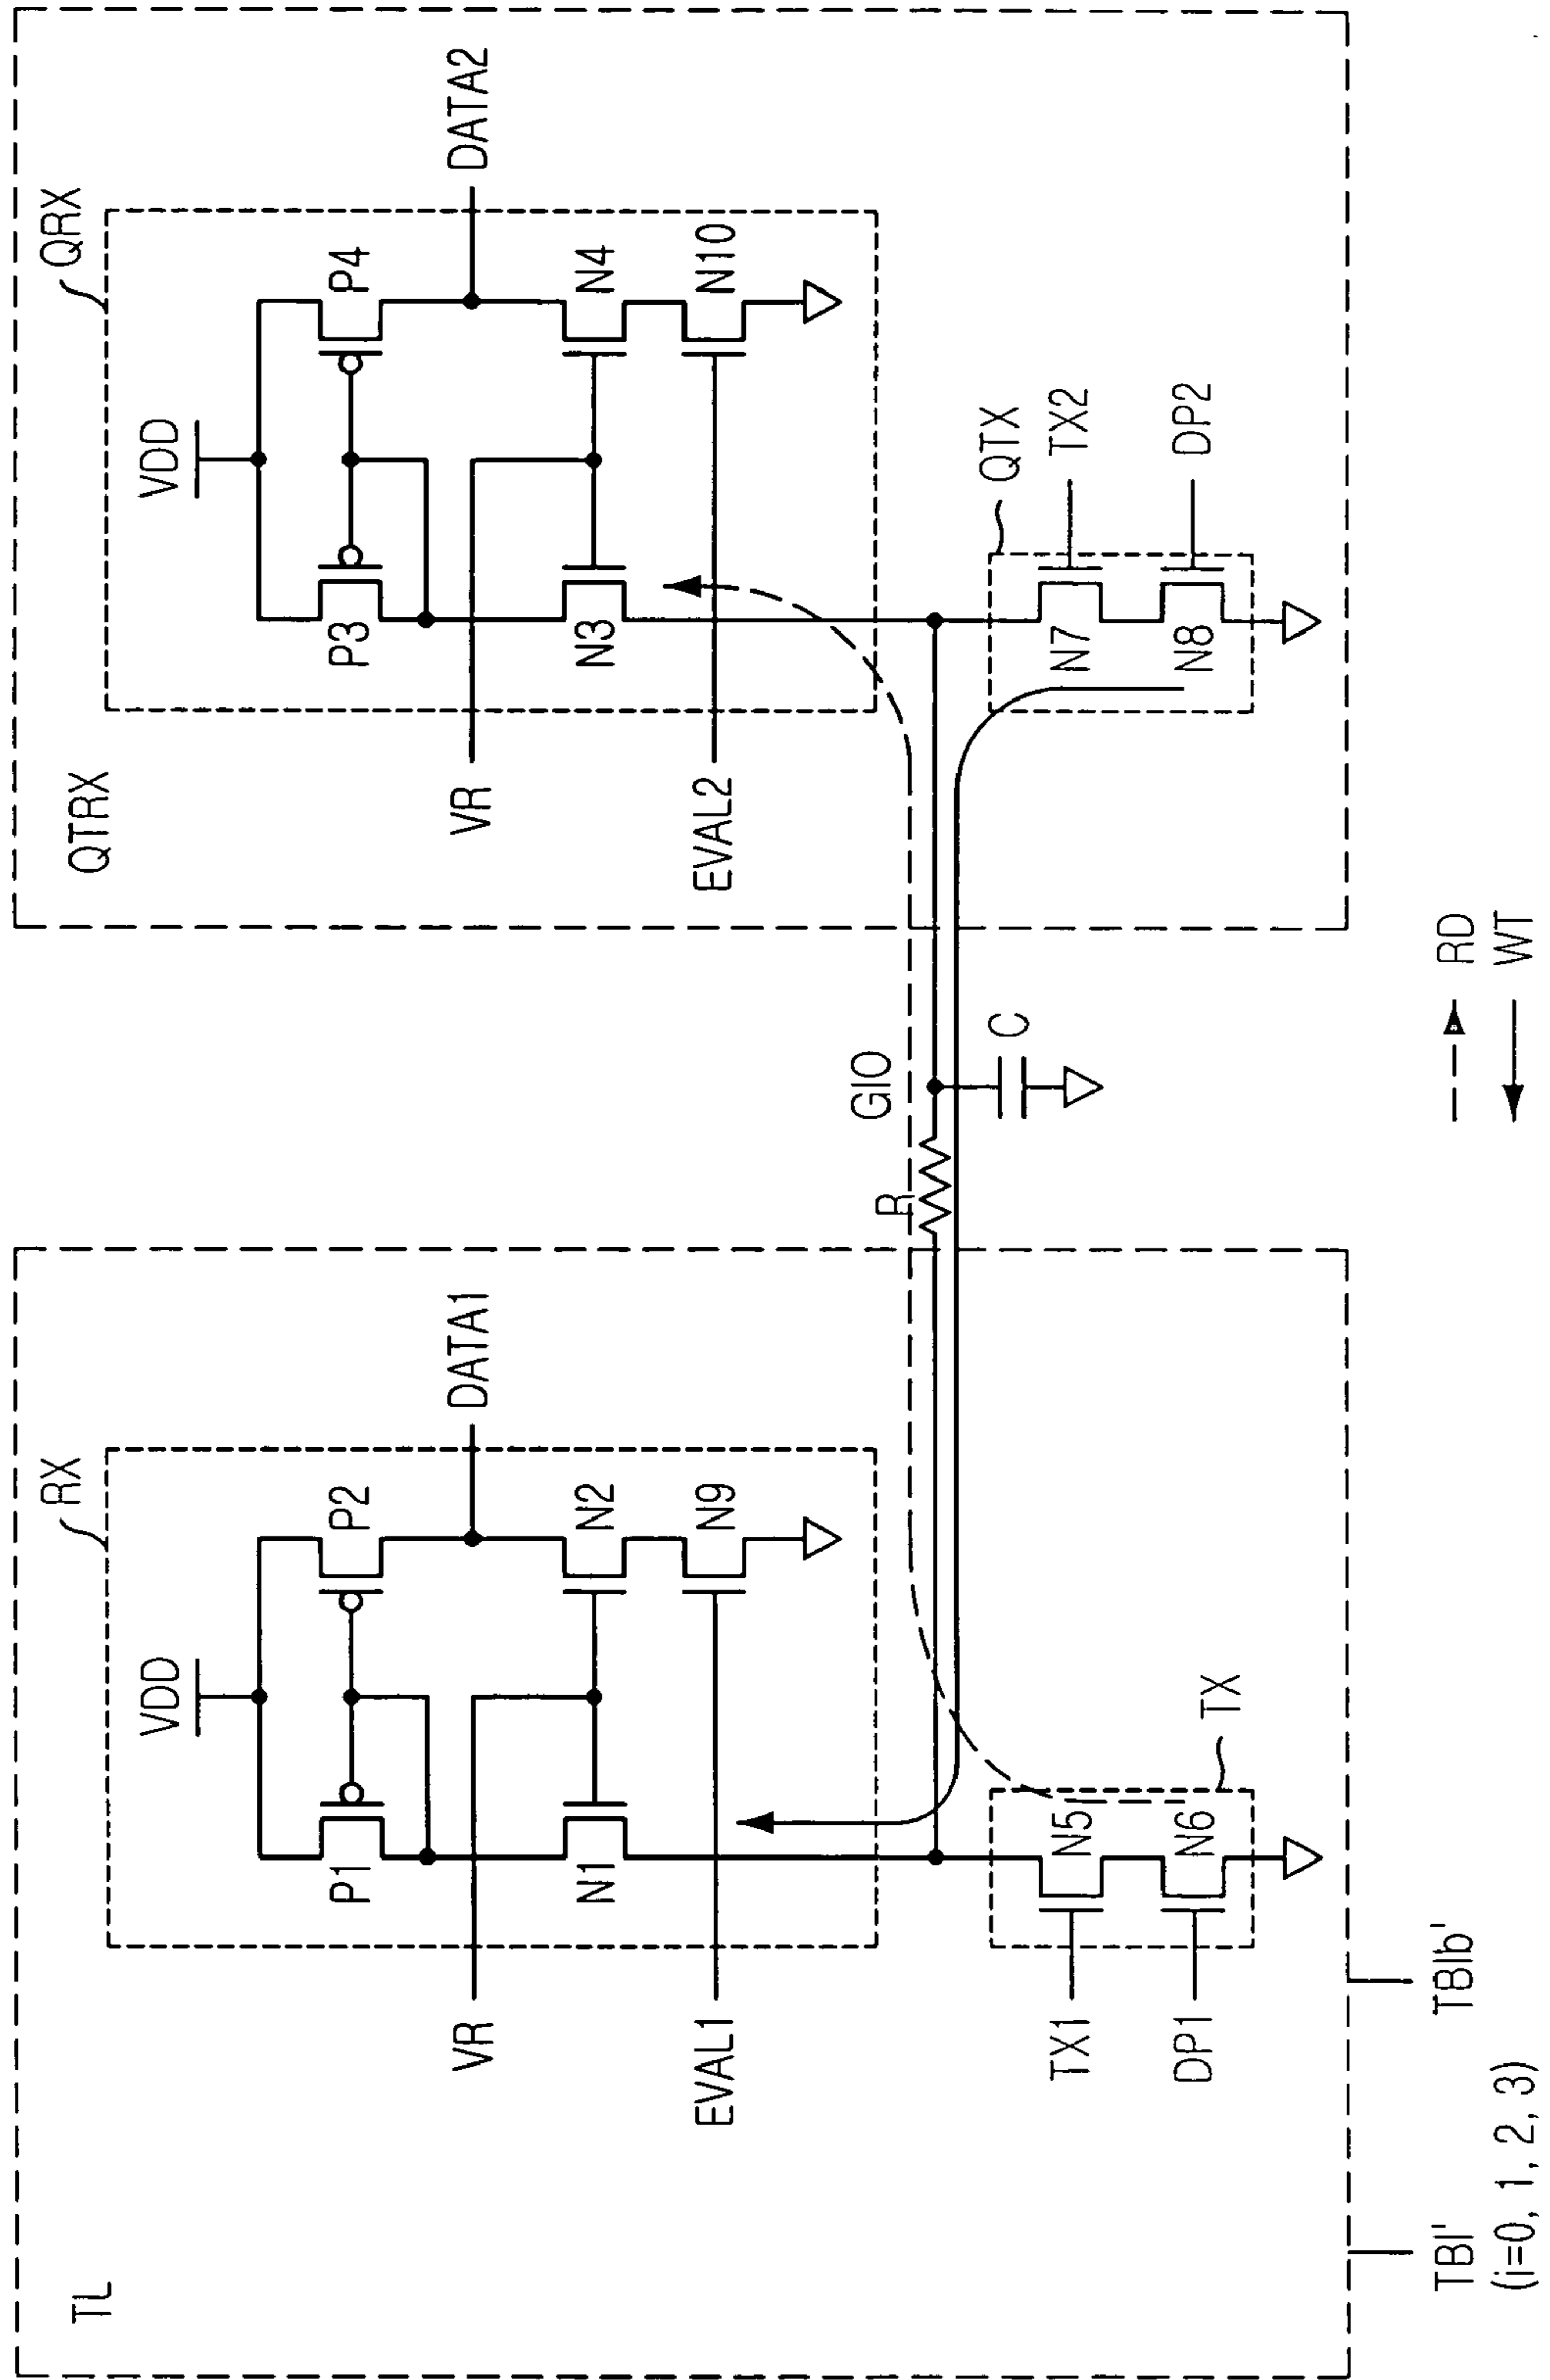 TL
RX
VDD
P1
P2
DATA1
VR
N1
N2
EVAL1
N9
TX1
N5
DP1
N6
TX
TBI'
(i=0, 1, 2, 3)
TBIb'
R
GIO
C
RD
WT
QTRX
QRX
VDD
P3
P4
DATA2
VR
N3
N4
EVAL2
N10
QTX
N7
TX2
N8
DP2